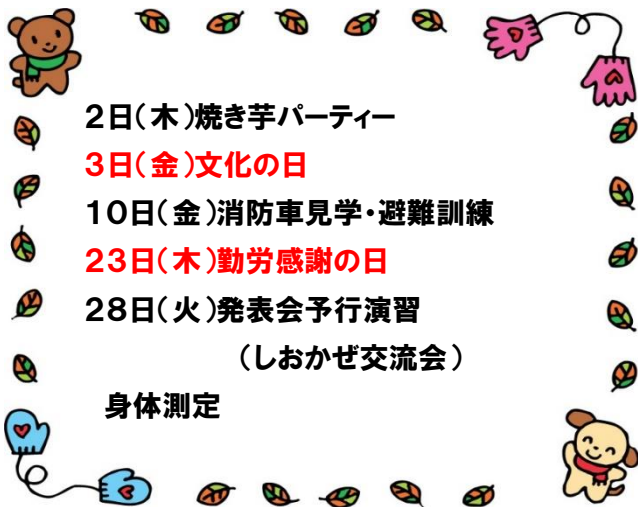 2日(木)焼き芋パーティー
3日(金)文化の日
10日(金)消防車見学・避難訓練
23日(木)勤労感謝の日
28日(火)発表会予行演習
(しおかぜ交流会)
身体測定